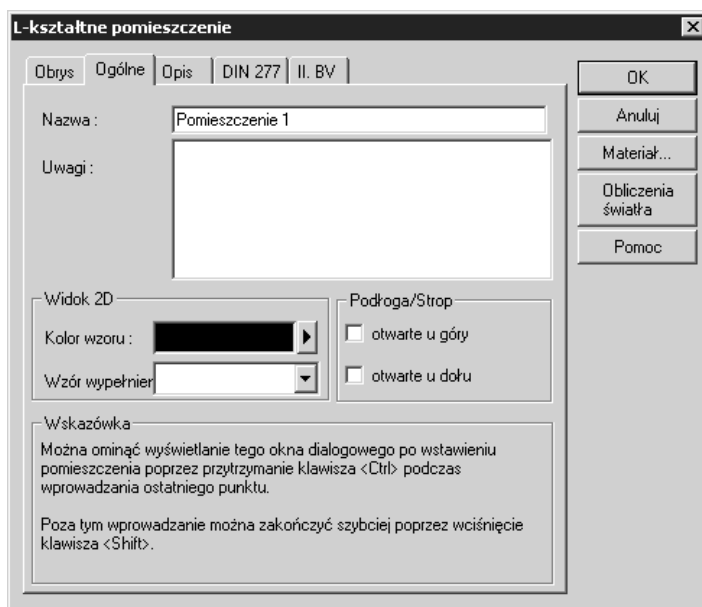 L-kształtne pomieszczenie
Obrys Ogólne Opis DIN 277 II. BV
Nazwa : Pomieszczenie 1
Uwagi :
Widok 2D
Kolor wzoru :
Wzór wypełnier
Podłoga/Strop
otwarte u góry
otwarte u dołu
Wskazówka
Można ominąć wyświetlanie tego okna dialogowego po wstawieniu
pomieszczenia poprzez przytrzymanie klawisza <Ctrl> podczas
wprowadzania ostatniego punktu.
Poza tym wprowadzanie można zakończyć szybciej poprzez wciśnięcie
klawisza <Shift>.
OK
Anuluj
Materiał...
Obliczenia
światła
Pomoc